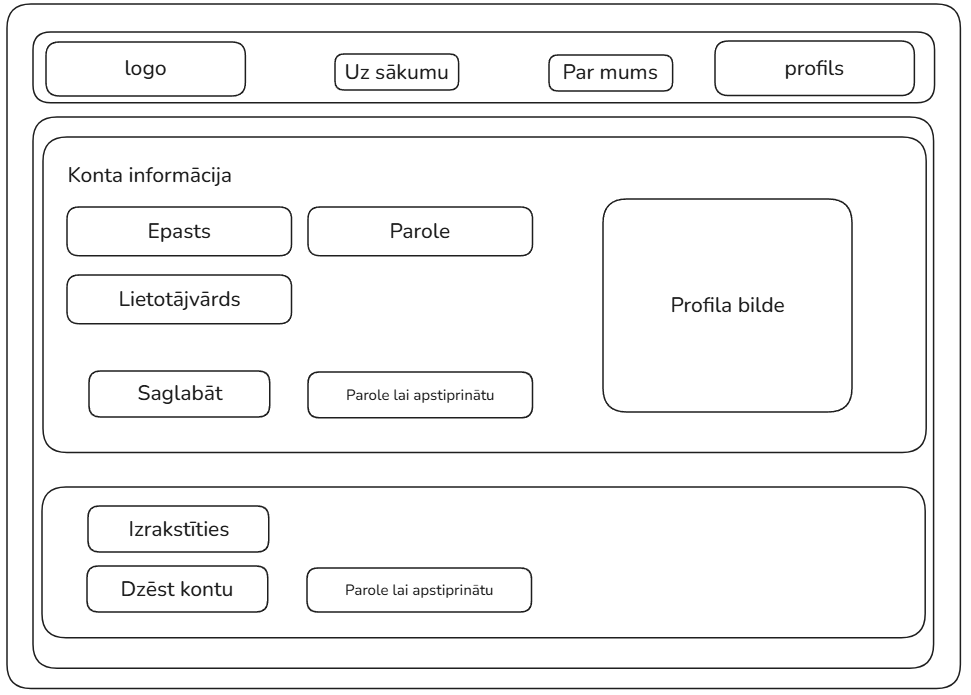 logo
Uz sākumu
Par mums
profils
Konta informācija
Epasts
Parole
Lietotājvārds
Profila bilde
Saglabāt
Parole lai apstiprinātu
Izrakstīties
Dzēst kontu
Parole lai apstiprinātu